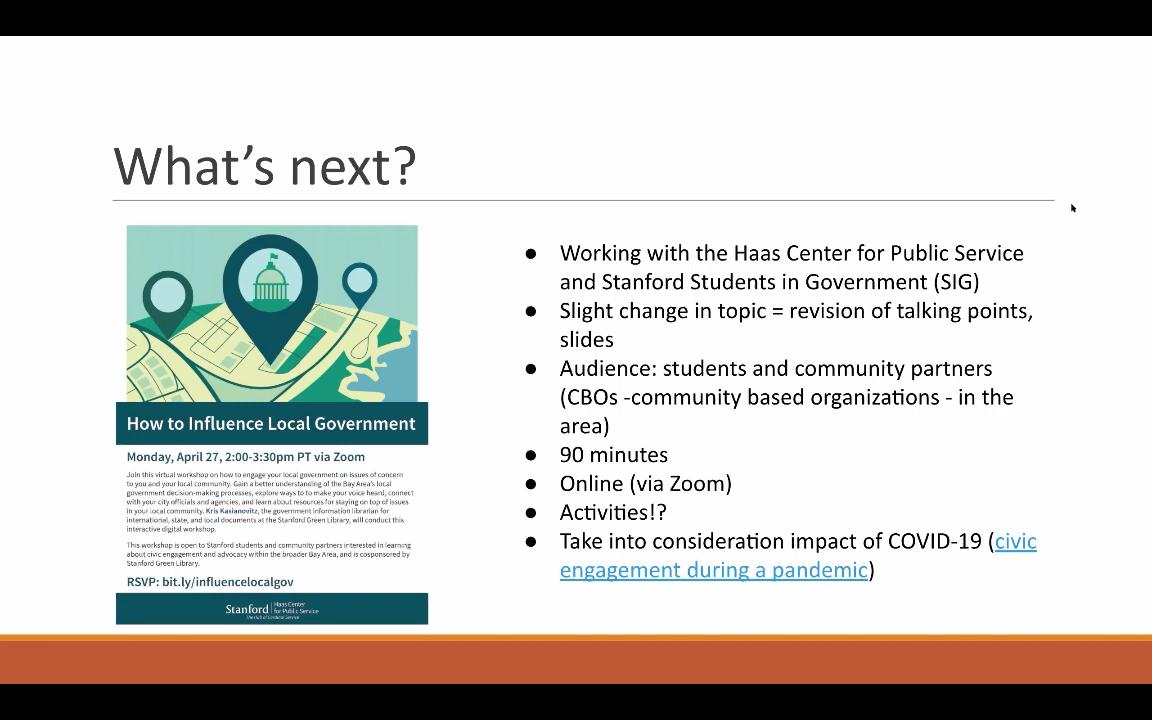 What's next?
How to Influence Local Government
Monday, April 27, 2:00-3:30pm PT via Zoom
Join this virtual workshop on how to engage your local government on issues of concern
to you and your local community. Gain a better understanding of the Bay Area's local
government decision-making processes, explore ways to to make your voice heard, connect
with your city officials and agencies, and learn about resources for staying on top of issues
in your local community. Kris Kasianovitz, the government information librarian for
international, state, and local documents at the Stanford Green Library, will conduct this
interactive digital workshop.
This workshop is open to Stanford students and community partners interested in learning
about civic engagement and advocacy within the broader Bay Area, and is cosponsored by
Stanford Green Library.
RSVP: bit.ly/influencelocalgov
Stanford | Haas Center
for Public Service
The Hub of Cardinal Service
● Working with the Haas Center for Public Service
and Stanford Students in Government (SIG)
● Slight change in topic = revision of talking points,
slides
● Audience: students and community partners
(CBOs -community based organizations - in the
area)
● 90 minutes
● Online (via Zoom)
● Activities!?
● Take into consideration impact of COVID-19 (civic
engagement during a pandemic)